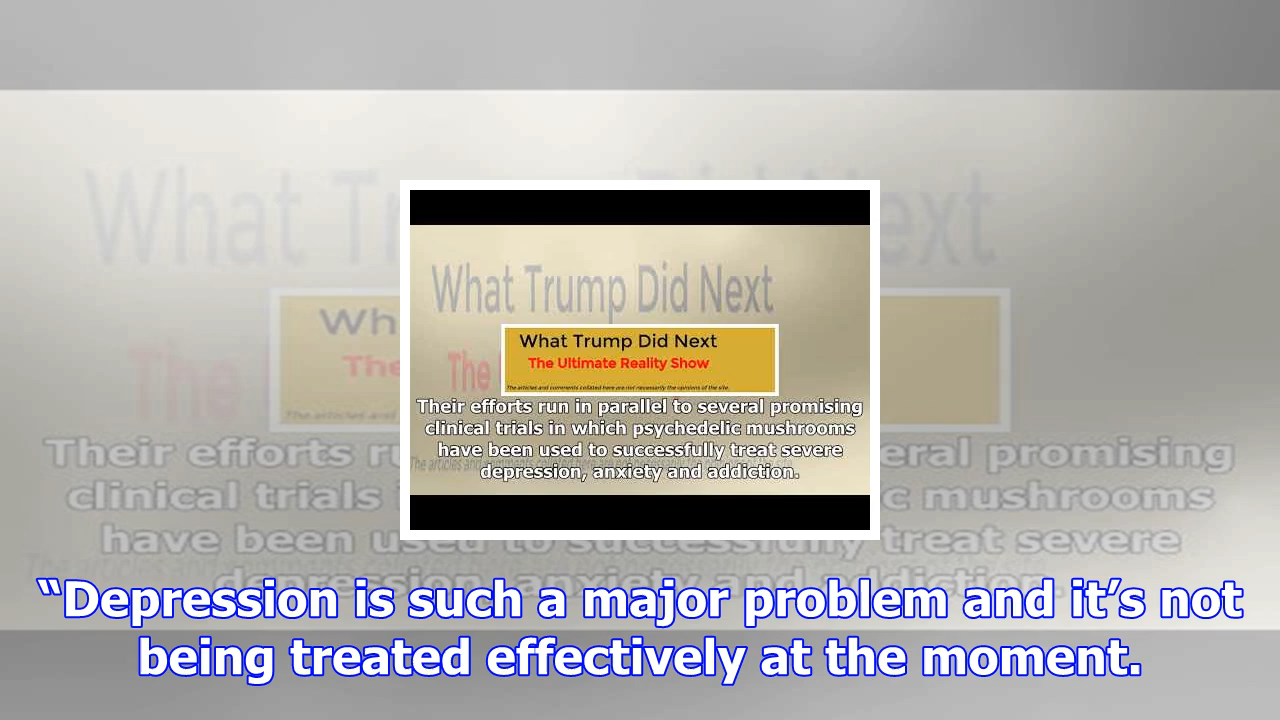 What Trump Did Next
What Trump Did Next
The Ultimate Reality Show
The articles and comments collated here are not necessarily the opinions of the site.
Their efforts run in parallel to several promising
clinical trials in which psychedelic mushrooms
have been used to successfully treat severe
depression, anxiety and addiction.
“Depression is such a major problem and it’s not
being treated effectively at the moment.